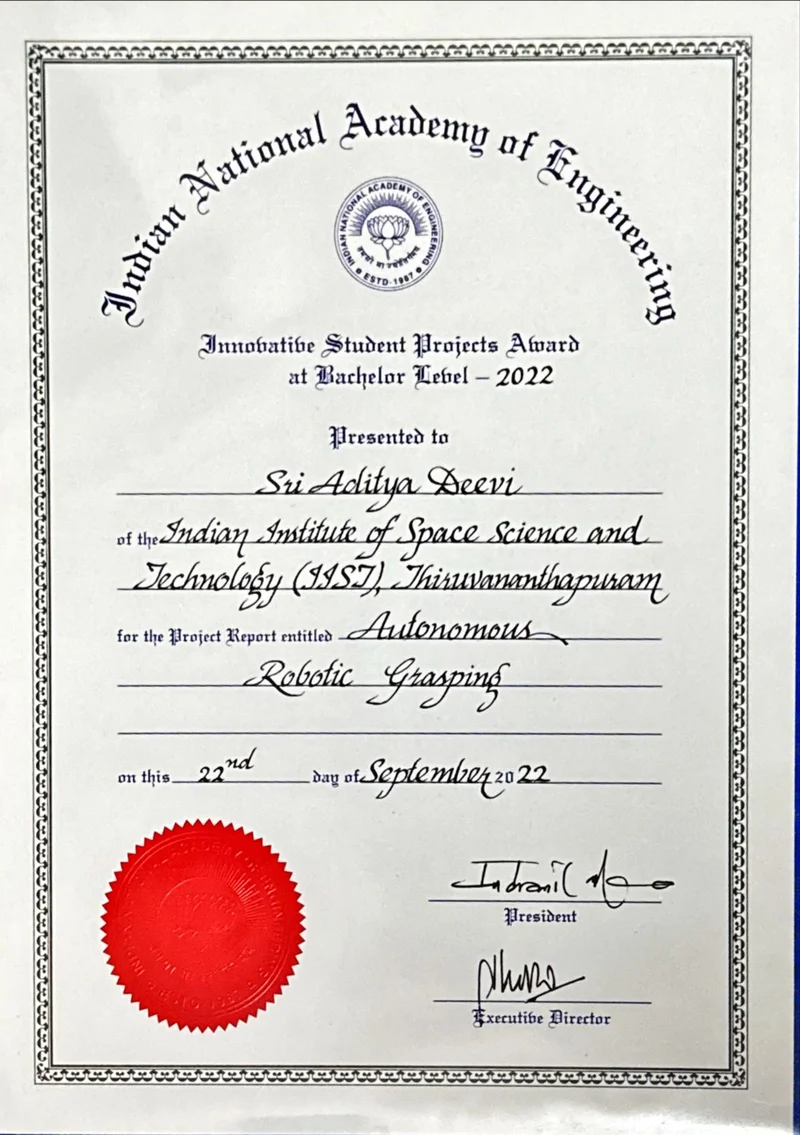 Indian National Academy of Engineering
INDIAN NATIONAL ACADEMY OF ENGINEERING
ESTD-1987
Innovative Student Projects Award
at Bachelor Level - 2022
Presented to
Sri Aditya Deevi
of the Indian Institute of Space Science and
Technology (IIST), Thiruvananthapuram
for the Project Report entitled Autonomous
Robotic Grasping
on this 22nd day of September 2022
Indranil
President
Executive Director